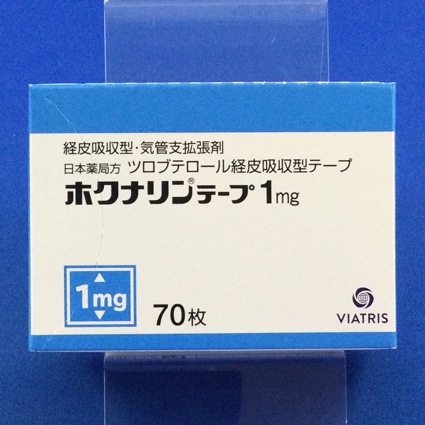 経皮吸収型・気管支拡張剤
日本薬局方 ツロブテロール経皮吸収型テープ
ホクナリン®テープ1mg
1mg
70枚
VIATRIS